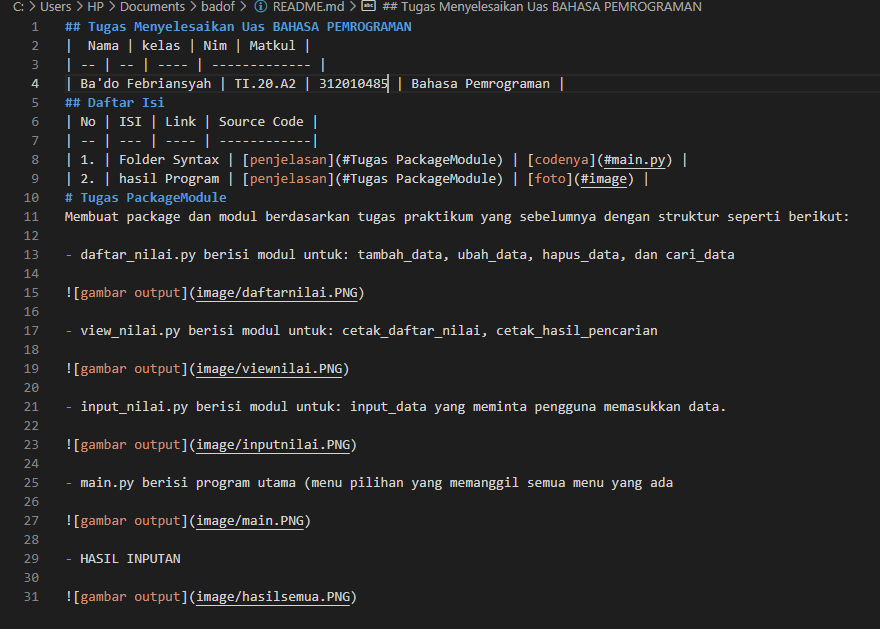 C: > Users > HP > Documents > badof > README.md > ## Tugas Menyelesaikan Uas BAHASA PEMROGRAMAN
1 ## Tugas Menyelesaikan Uas BAHASA PEMROGRAMAN
2 |  Nama | kelas | Nim | Matkul |
3 | -- | -- | ---- | ------------- |
4 | Ba'do Febriansyah | TI.20.A2 | 312010485 | Bahasa Pemrograman |
5 ## Daftar Isi
6 | No | ISI | Link | Source Code |
7 | -- | --- | ---- | ------------|
8 | 1. | Folder Syntax | [penjelasan](#Tugas PackageModule) | [codenya](#main.py) |
9 | 2. | hasil Program | [penjelasan](#Tugas PackageModule) | [foto](#image) |
10 # Tugas PackageModule
11 Membuat package dan modul berdasarkan tugas praktikum yang sebelumnya dengan struktur seperti berikut:
12
13 - daftar_nilai.py berisi modul untuk: tambah_data, ubah_data, hapus_data, dan cari_data
14
15 ![gambar output](image/daftarnilai.PNG)
16
17 - view_nilai.py berisi modul untuk: cetak_daftar_nilai, cetak_hasil_pencarian
18
19 ![gambar output](image/viewnilai.PNG)
20
21 - input_nilai.py berisi modul untuk: input_data yang meminta pengguna memasukkan data.
22
23 ![gambar output](image/inputnilai.PNG)
24
25 - main.py berisi program utama (menu pilihan yang memanggil semua menu yang ada
26
27 ![gambar output](image/main.PNG)
28
29 - HASIL INPUTAN
30
31 ![gambar output](image/hasilsemua.PNG)